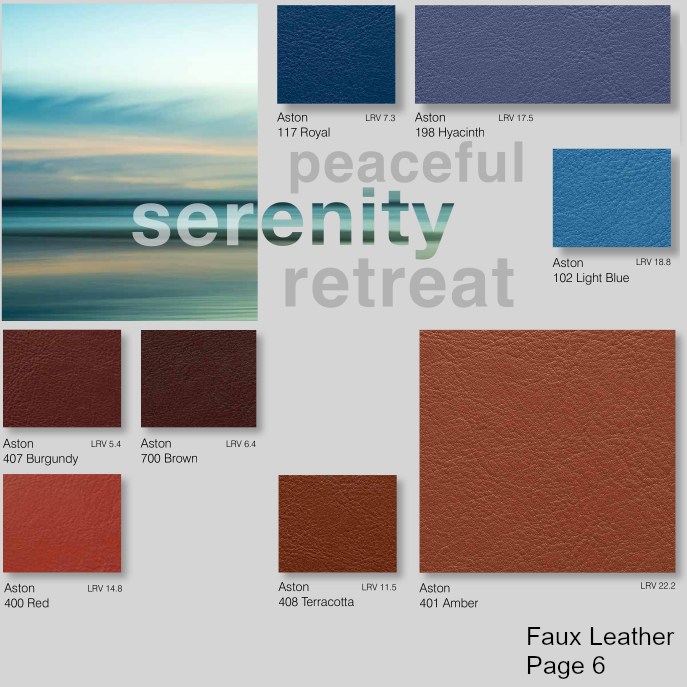 Aston LRV 7.3
117 Royal
Aston LRV 17.5
198 Hyacinth
peaceful
serenity
retreat
Aston LRV 18.8
102 Light Blue
Aston LRV 5.4
407 Burgundy
Aston LRV 6.4
700 Brown
Aston LRV 14.8
400 Red
Aston LRV 11.5
408 Terracotta
Aston LRV 22.2
401 Amber
Faux Leather
Page 6